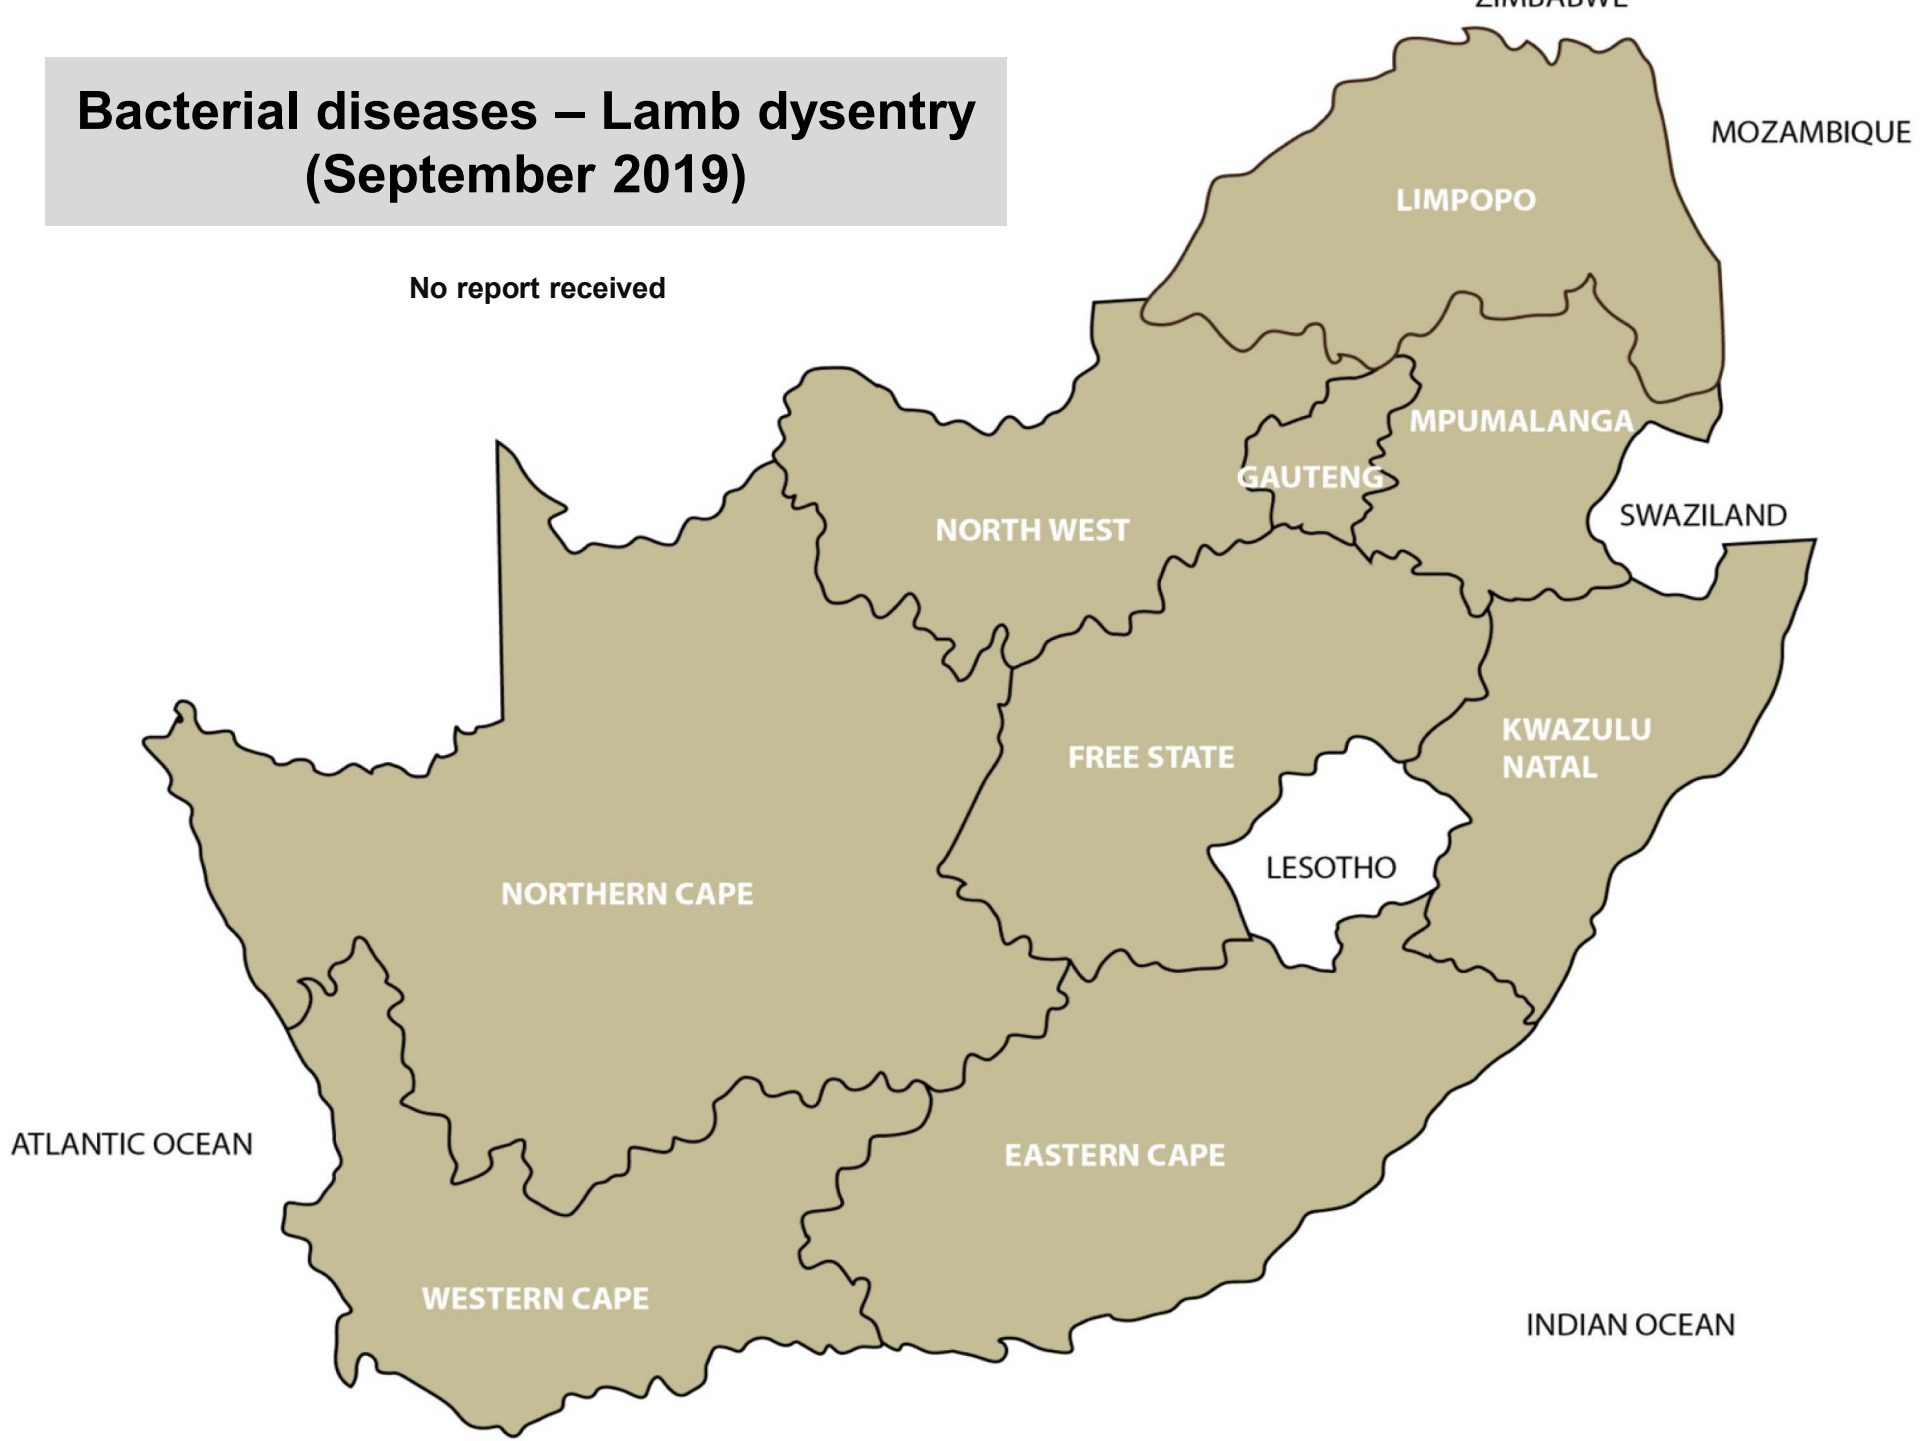 ZIMBABWE
Bacterial diseases – Lamb dysentry
(September 2019)
MOZAMBIQUE
LIMPOPO
No report received
MPUMALANGA
GAUTENG
SWAZILAND
NORTH WEST
KWAZULU
NATAL
FREE STATE
LESOTHO
NORTHERN CAPE
ATLANTIC OCEAN
EASTERN CAPE
WESTERN CAPE
INDIAN OCEAN